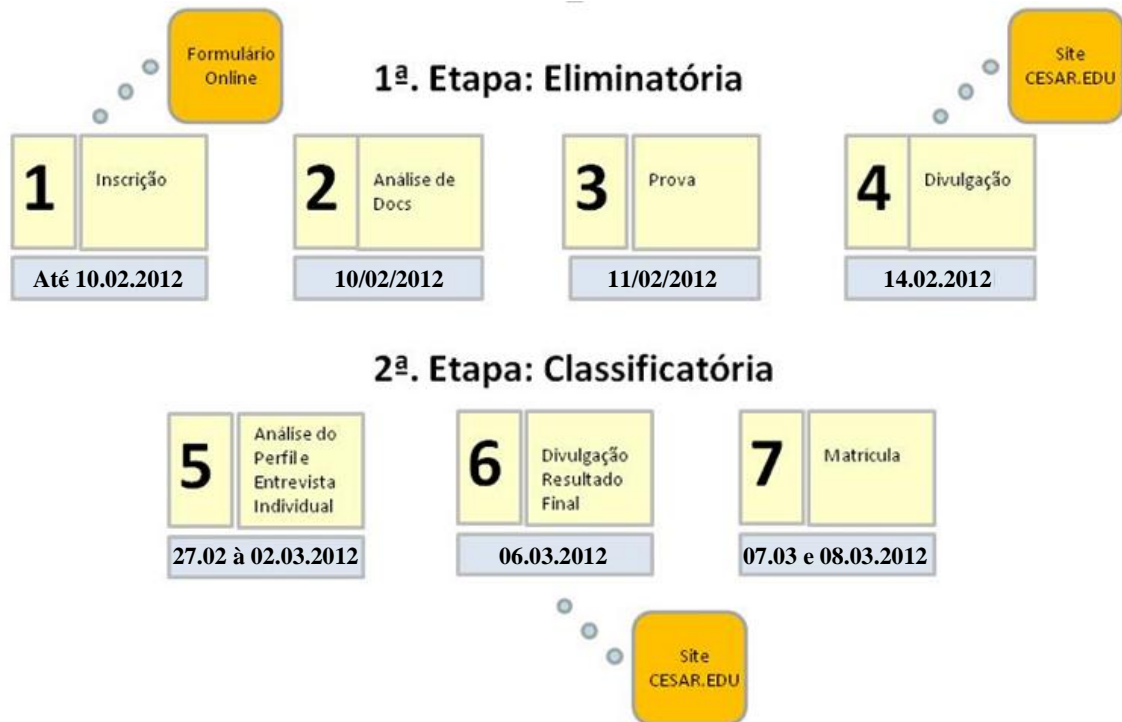 Formulário
Online
1ª. Etapa: Eliminatória
Site
CESAR.EDU
1
Inscrição
2
Análise de
Docs
3
Prova
4
Divulgação
Até 10.02.2012
10/02/2012
11/02/2012
14.02.2012
2ª. Etapa: Classificatória
5
Análise do
Perfil e
Entrevista
Individual
6
Divulgação
Resultado
Final
7
Matrícula
27.02 à 02.03.2012
06.03.2012
07.03 e 08.03.2012
Site
CESAR.EDU